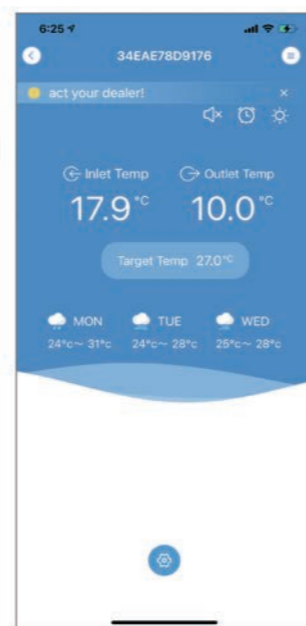 6:25
34EAE78D9176
act your dealer!
Inlet Temp Outlet Temp
17.9°C 10.0°C
Target Temp 27.0°C
MON TUE WED
24°c~ 31°c 24°c~ 28°c 25°c~ 28°c